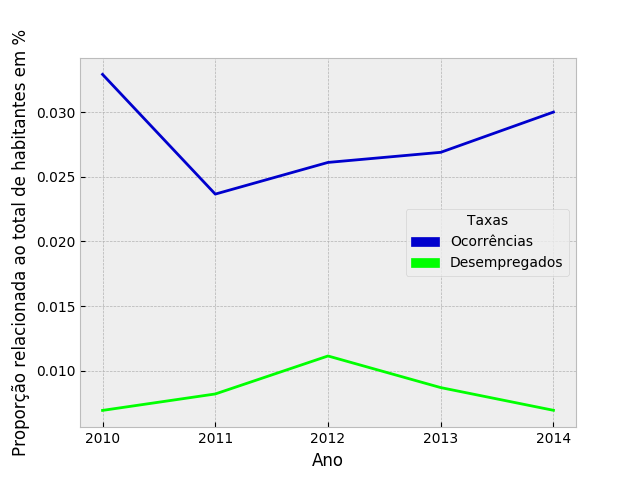 Proporção relacionada ao total de habitantes em %
0.030
0.025
0.020
0.015
0.010
Taxas
Ocorrências
Desempregados
2010 2011 2012 2013 2014
Ano